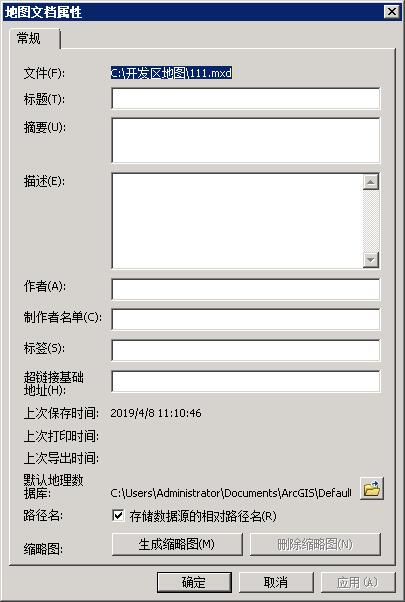 地图文档属性
常规
文件(F): C:\开发区地图\111.mxd
标题(T):
摘要(U):
描述(E):
作者(A):
制作者名单(C):
标签(S):
超链接基础
地址(H):
上次保存时间: 2019/4/8 11:10:46
上次打印时间:
上次导出时间:
默认地理数
据库: C:\Users\Administrator\Documents\ArcGIS\Default
路径名: 存储数据源的相对路径名(R)
缩略图: 生成缩略图(M) 删除缩略图(N)
确定 取消 应用(A)